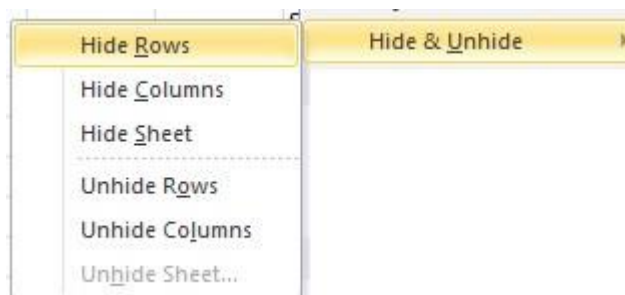 Hide Rows
Hide & Unhide
Hide Columns
Hide Sheet
Unhide Rows
Unhide Columns
Unhide Sheet...